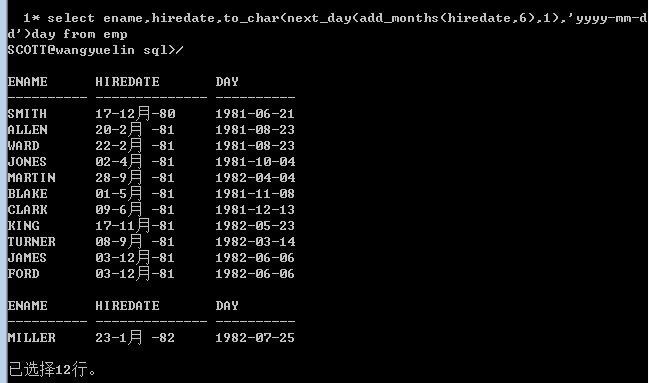 1* select ename,hiredate,to_char(next_day(add_months(hiredate,6),1),'yyyy-mm-d
d')day from emp
SCOTT@wangyuelin sql>/
ENAME HIREDATE DAY
---------- -------------- ----------
SMITH 17-12月-80 1981-06-21
ALLEN 20-2月 -81 1981-08-23
WARD 22-2月 -81 1981-08-23
JONES 02-4月 -81 1981-10-04
MARTIN 28-9月 -81 1982-04-04
BLAKE 01-5月 -81 1981-11-08
CLARK 09-6月 -81 1981-12-13
KING 17-11月-81 1982-05-23
TURNER 08-9月 -81 1982-03-14
JAMES 03-12月-81 1982-06-06
FORD 03-12月-81 1982-06-06
ENAME HIREDATE DAY
---------- -------------- ----------
MILLER 23-1月 -82 1982-07-25
已选择12行。